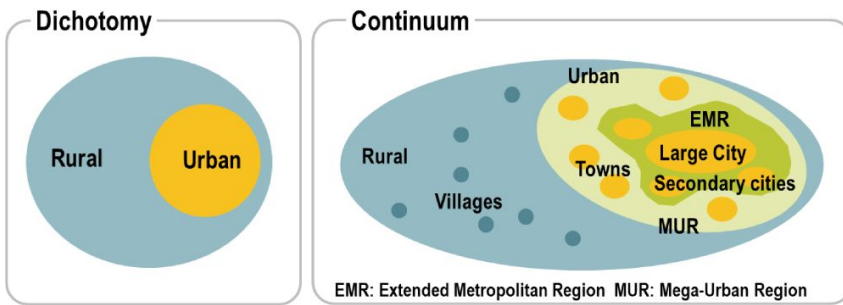 Dichotomy
Rural
Urban
Continuum
Urban
EMR
Rural
Large City
Towns
Secondary cities
Villages
MUR
EMR: Extended Metropolitan Region MUR: Mega-Urban Region